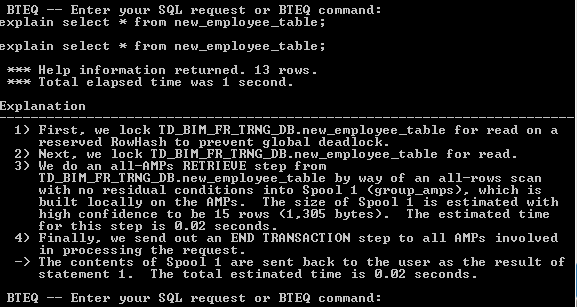 BTEQ -- Enter your SQL request or BTEQ command:
explain select * from new_employee_table;
explain select * from new_employee_table;
*** Help information returned. 13 rows.
*** Total elapsed time was 1 second.
Explanation
---------------------------------------------------------------------------
1) First, we lock TD_BIM_FR_TRNG_DB.new_employee_table for read on a
reserved RowHash to prevent global deadlock.
2) Next, we lock TD_BIM_FR_TRNG_DB.new_employee_table for read.
3) We do an all-AMPs RETRIEVE step from
TD_BIM_FR_TRNG_DB.new_employee_table by way of an all-rows scan
with no residual conditions into Spool 1 (group_amps), which is
built locally on the AMPs.  The size of Spool 1 is estimated with
high confidence to be 15 rows (1,305 bytes).  The estimated time
for this step is 0.02 seconds.
4) Finally, we send out an END TRANSACTION step to all AMPs involved
in processing the request.
-> The contents of Spool 1 are sent back to the user as the result of
statement 1.  The total estimated time is 0.02 seconds.
BTEQ -- Enter your SQL request or BTEQ command: